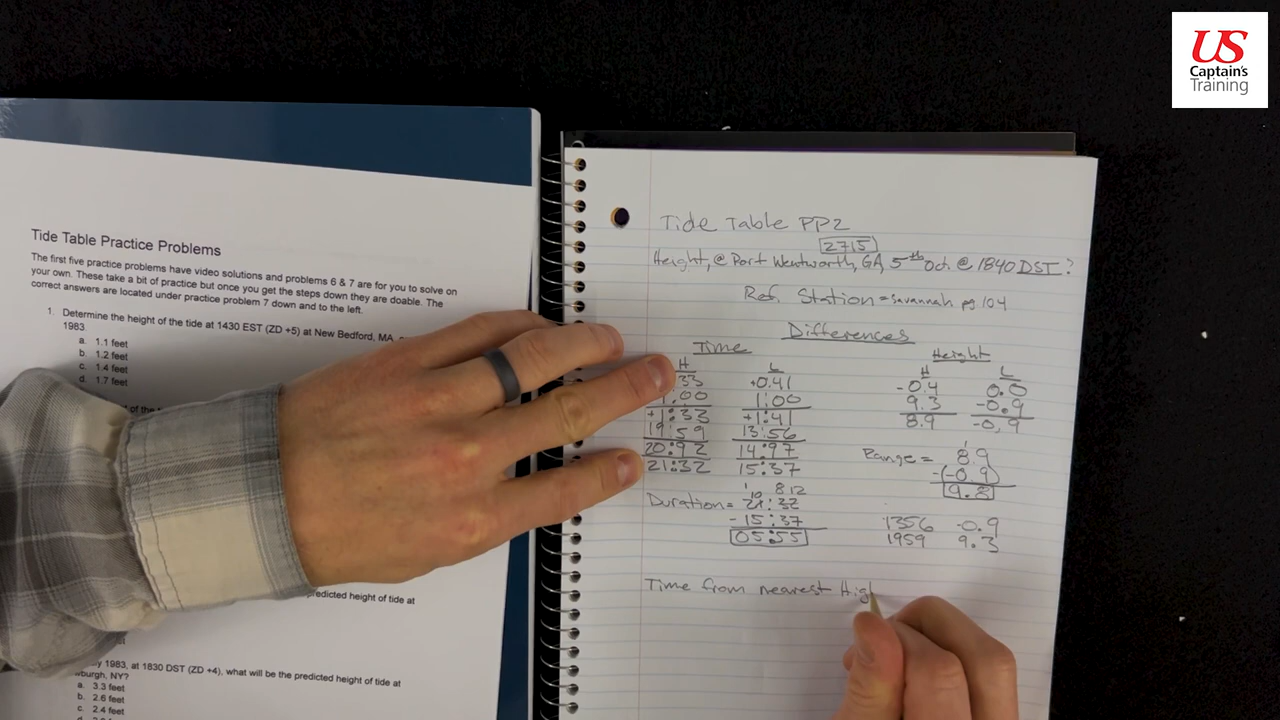 US
Captain's
Training
Tide Table Practice Problems
The first five practice problems have video solutions and problems 6 & 7 are for you to solve on
your own. These take a bit of practice but once you get the steps down they are doable. The
correct answers are located under practice problem 7 down and to the left.
1. Determine the height of the tide at 1430 EST (ZD +5) at New Bedford, MA,
1983.
a. 1.1 feet
b. 1.2 feet
c. 1.4 feet
d. 1.7 feet
of the
predicted height of tide at
1983, at 1830 DST (ZD +4), what will be the predicted height of tide at
NY?
a. 3.3 feet
b. 2.6 feet
c. 2.4 feet
Tide Table PP2
2715
Height, @ Port Wentworth, GA, 5th Oct. @ 1840 DST?
Ref. Station = Savannah pg 104
Differences
Time
Height
H L
33 +0.41
1:00 1:00
+1:33 +1:41
19:59 13:56
20:92 14:97
21:32 15:37
H L
-0.4 0.0
9.3 -0.9
8.9 -0.9
Range = 8.9
-(-0.9)
9.8
Duration = 21:32
- 15:37
05:55
1356 -0.9
1959 9.3
Time from nearest High